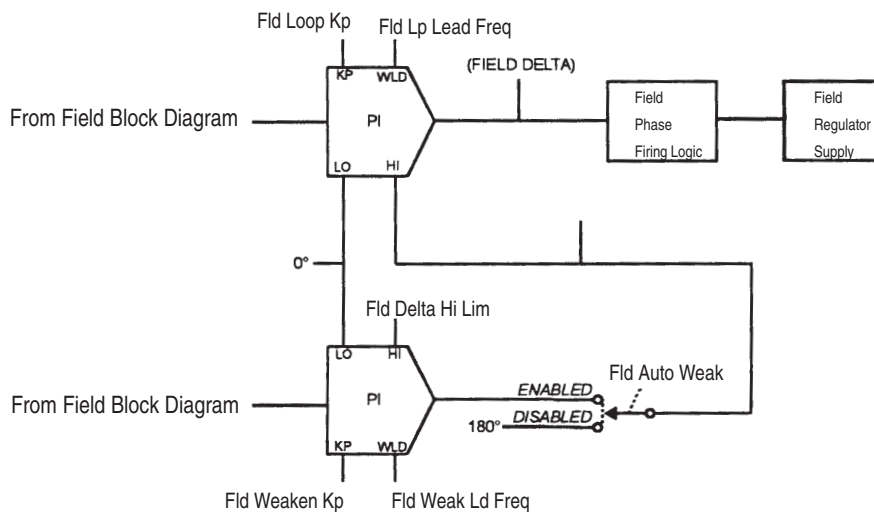 Fld Loop Kp
Fld Lp Lead Freq
KP
WLD
(FIELD DELTA)
From Field Block Diagram
PI
Field
Phase
Firing Logic
Field
Regulator
Supply
LO
HI
0°
Fld Delta Hi Lim
LO
HI
From Field Block Diagram
PI
ENABLED
Fld Auto Weak
180°
DISABLED
KP
WLD
Fld Weaken Kp
Fld Weak Ld Freq